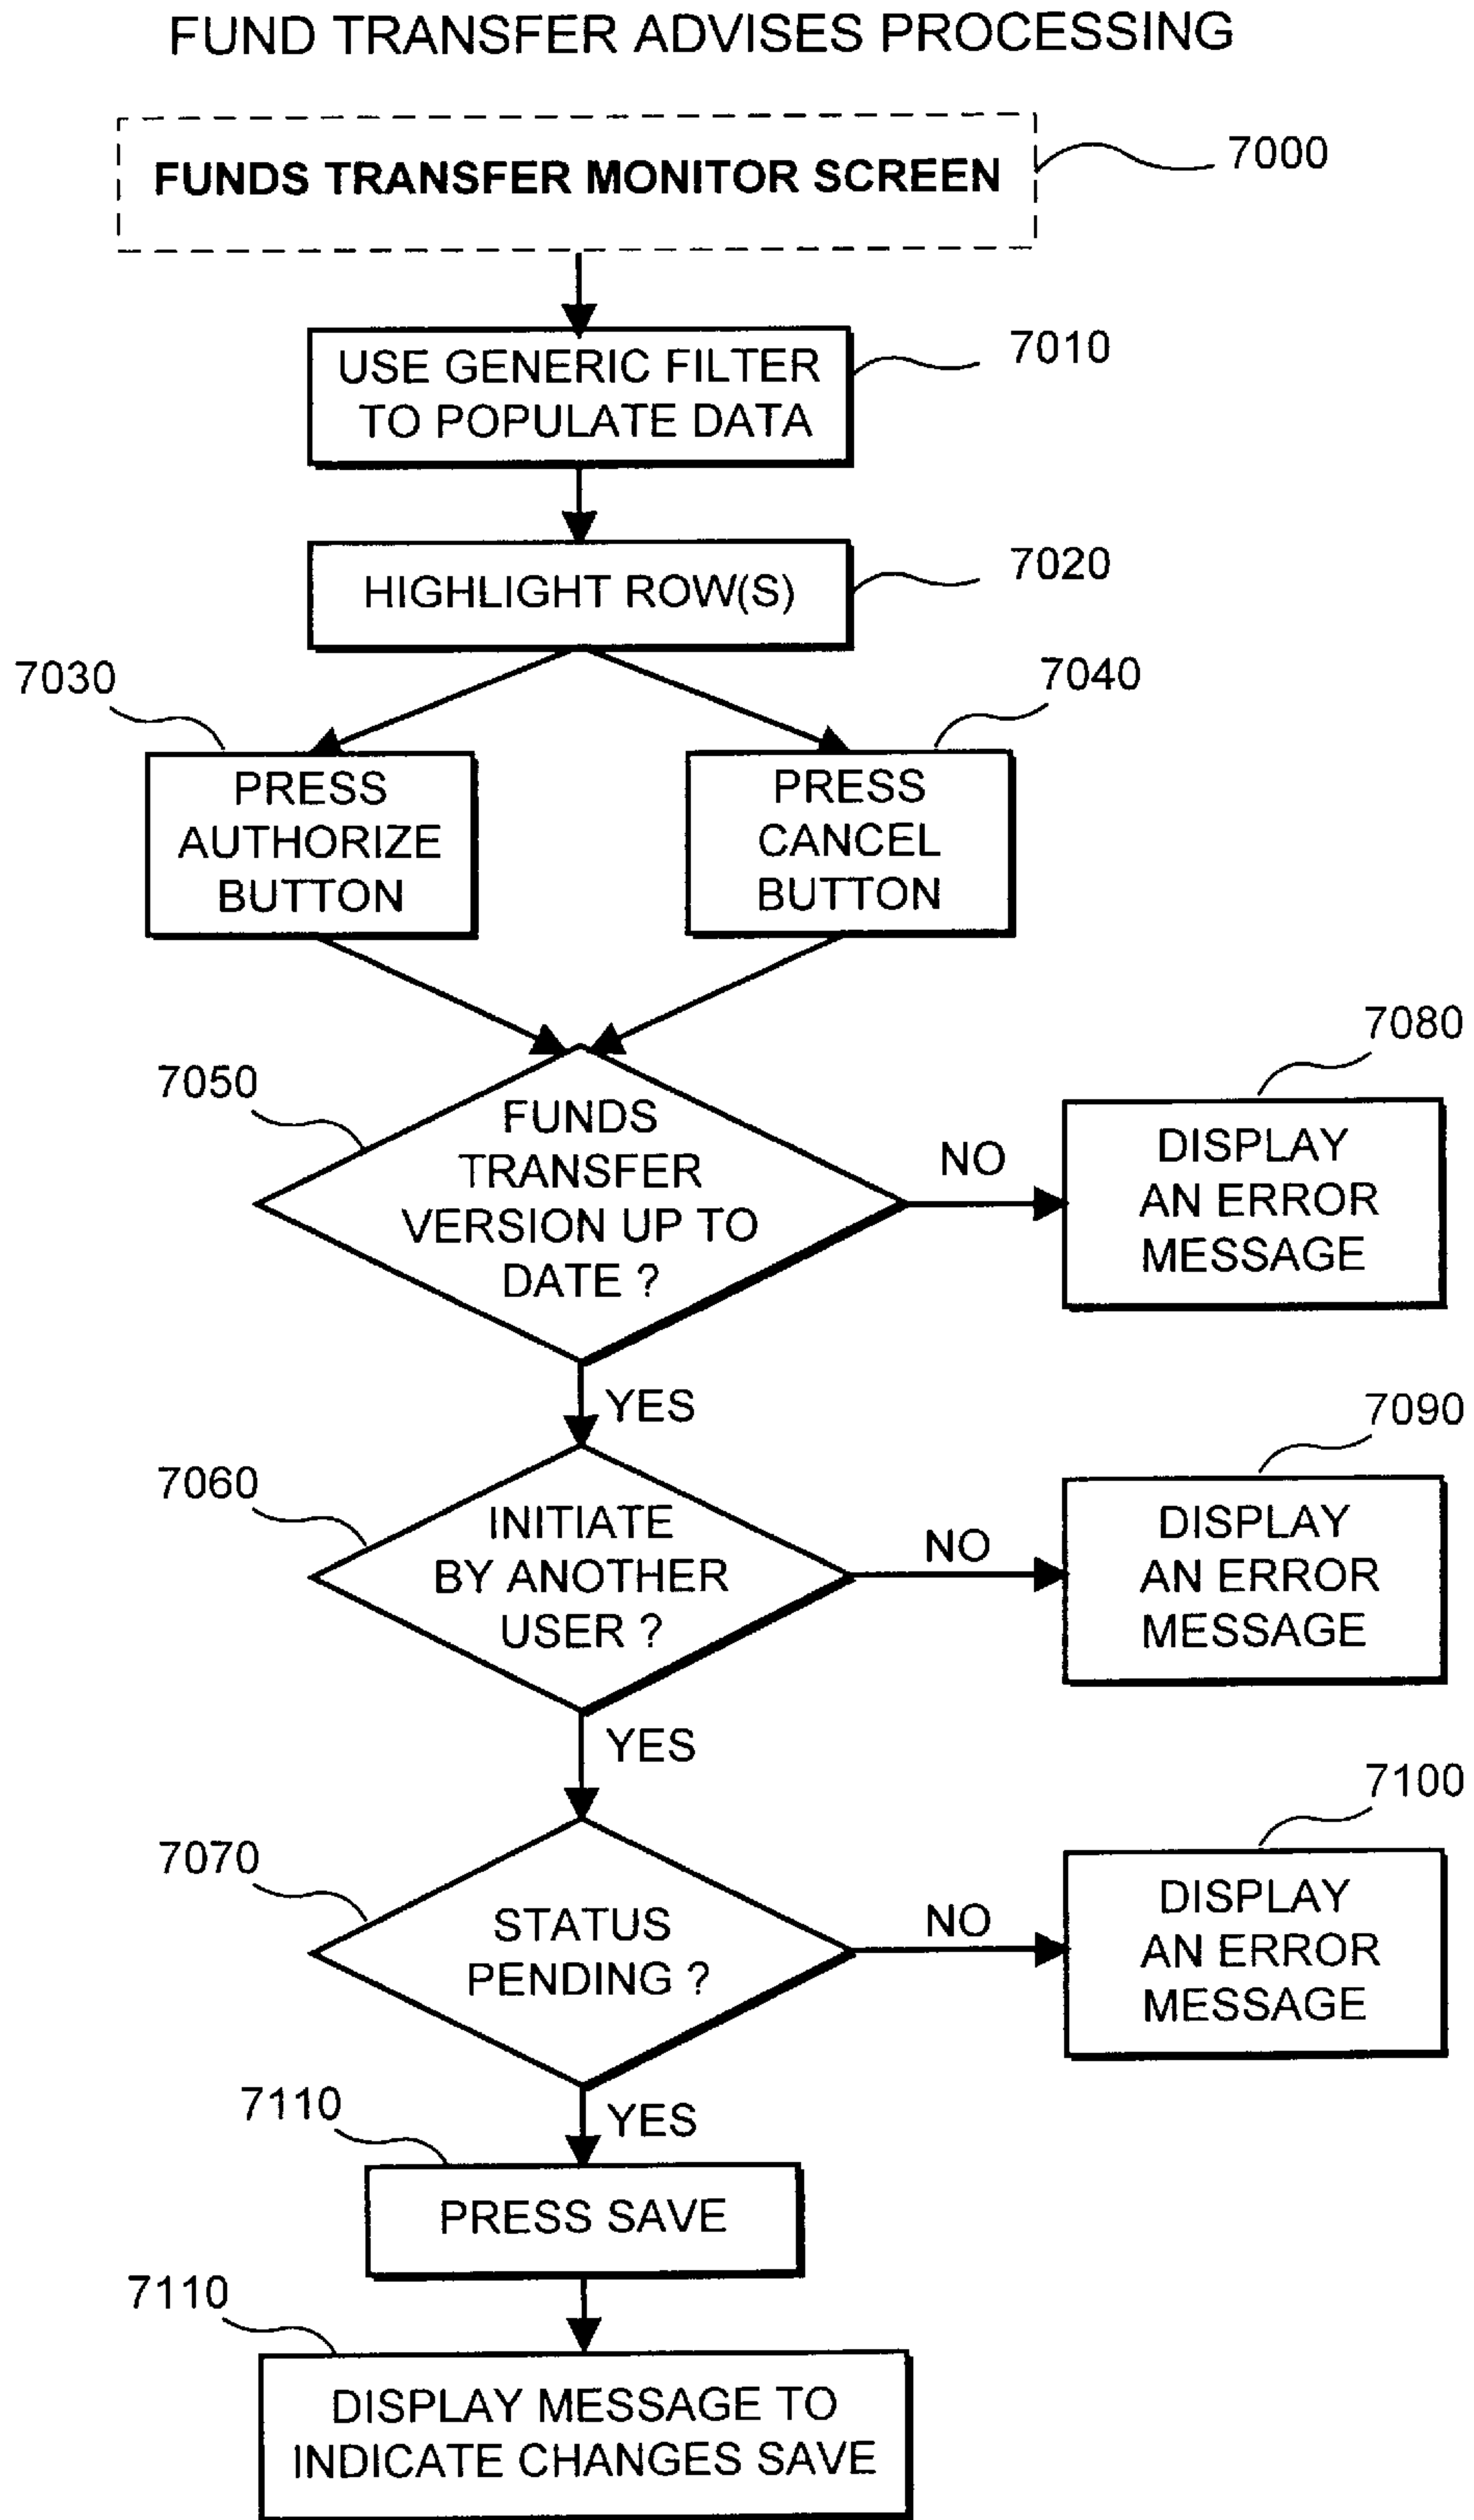 FUND TRANSFER ADVISES PROCESSING
FUNDS TRANSFER MONITOR SCREEN
7000
USE GENERIC FILTER
TO POPULATE DATA
7010
HIGHLIGHT ROW(S)
7020
7030
7040
PRESS
AUTHORIZE
BUTTON
PRESS
CANCEL
BUTTON
7050
FUNDS
TRANSFER
VERSION UP TO
DATE ?
NO
7080
DISPLAY
AN ERROR
MESSAGE
YES
7060
INITIATE
BY ANOTHER
USER ?
NO
7090
DISPLAY
AN ERROR
MESSAGE
YES
7070
STATUS
PENDING ?
NO
7100
DISPLAY
AN ERROR
MESSAGE
YES
7110
PRESS SAVE
7110
DISPLAY MESSAGE TO
INDICATE CHANGES SAVE